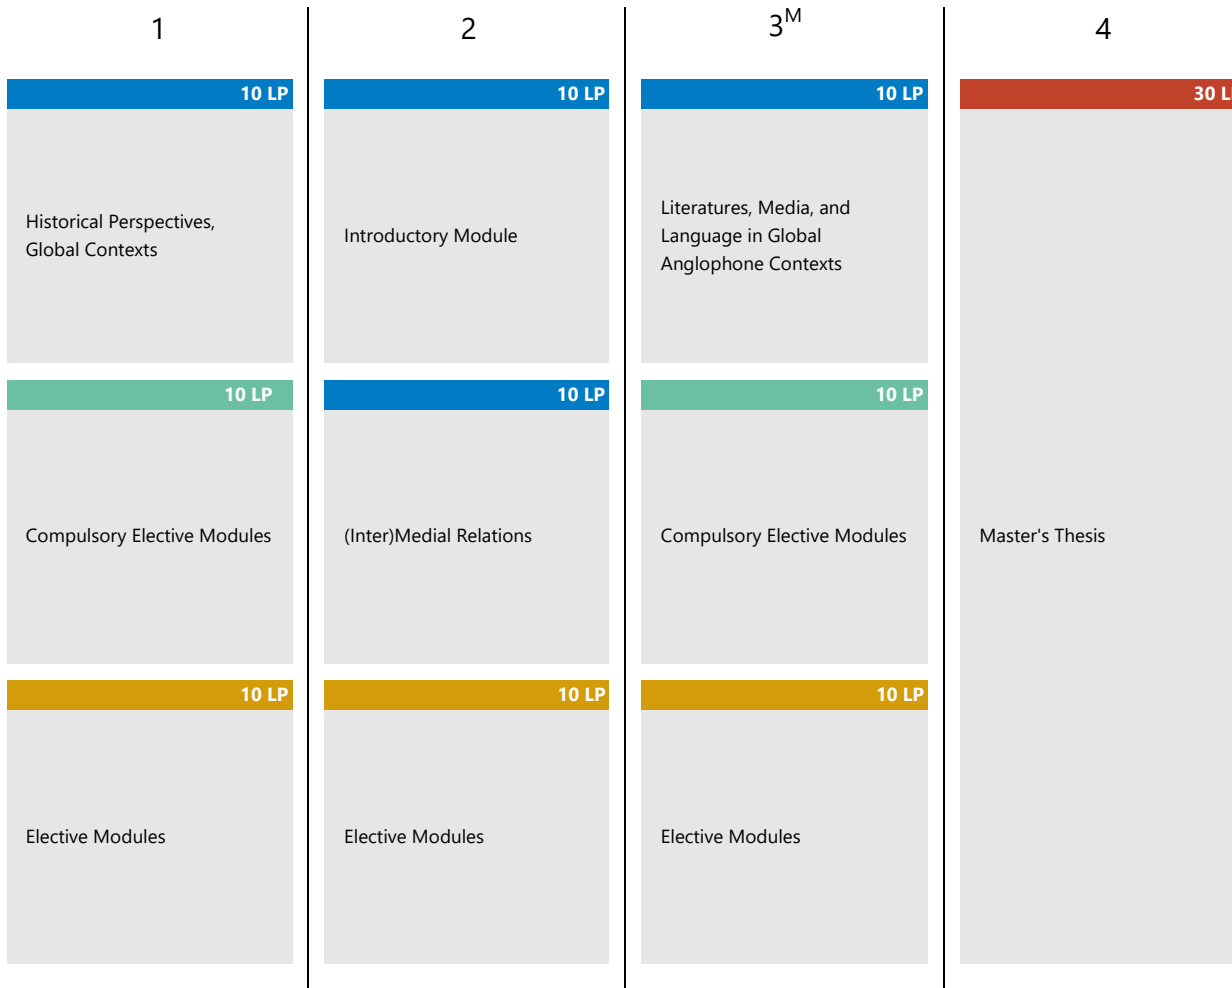 1
2
3M
4
10 LP
10 LP
10 LP
30 L
Historical Perspectives,
Global Contexts
Introductory Module
Literatures, Media, and
Language in Global
Anglophone Contexts
10 LP
10 LP
10 LP
Compulsory Elective Modules
(Inter)Medial Relations
Compulsory Elective Modules
Master's Thesis
10 LP
10 LP
10 LP
Elective Modules
Elective Modules
Elective Modules